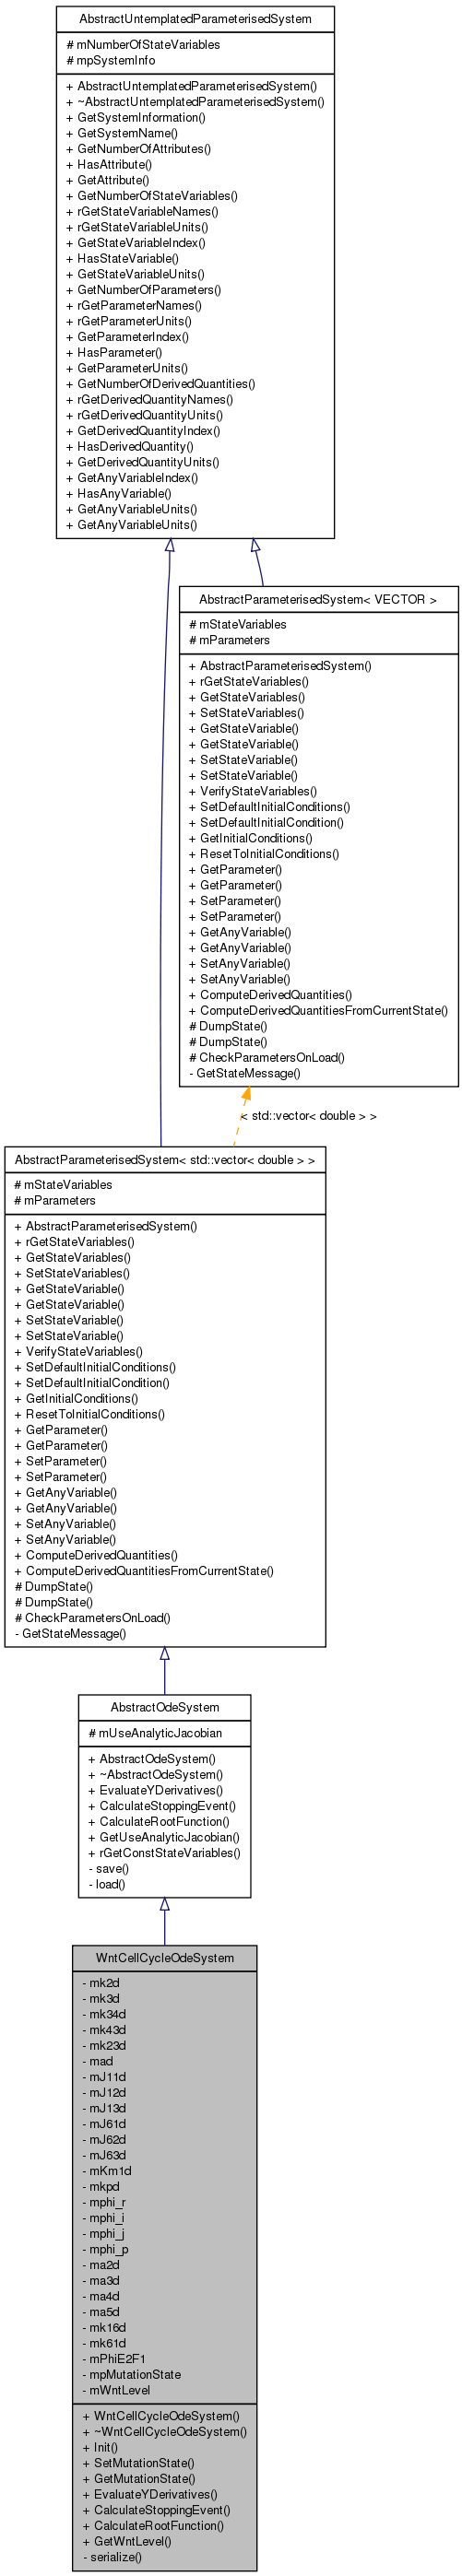 AbstractUntemplatedParameterisedSystem
# mNumberOfStateVariables
# mpSystemInfo
+ AbstractUntemplatedParameterisedSystem()
+ ~AbstractUntemplatedParameterisedSystem()
+ GetSystemInformation()
+ GetSystemName()
+ GetNumberOfAttributes()
+ HasAttribute()
+ GetAttribute()
+ GetNumberOfStateVariables()
+ rGetStateVariableNames()
+ rGetStateVariableUnits()
+ GetStateVariableIndex()
+ HasStateVariable()
+ GetStateVariableUnits()
+ GetNumberOfParameters()
+ rGetParameterNames()
+ rGetParameterUnits()
+ GetParameterIndex()
+ HasParameter()
+ GetParameterUnits()
+ GetNumberOfDerivedQuantities()
+ rGetDerivedQuantityNames()
+ rGetDerivedQuantityUnits()
+ GetDerivedQuantityIndex()
+ HasDerivedQuantity()
+ GetDerivedQuantityUnits()
+ GetAnyVariableIndex()
+ HasAnyVariable()
+ GetAnyVariableUnits()
+ GetAnyVariableUnits()
AbstractParameterisedSystem< VECTOR >
# mStateVariables
# mParameters
+ AbstractParameterisedSystem()
+ rGetStateVariables()
+ GetStateVariables()
+ SetStateVariables()
+ GetStateVariable()
+ GetStateVariable()
+ SetStateVariable()
+ SetStateVariable()
+ VerifyStateVariables()
+ SetDefaultInitialConditions()
+ SetDefaultInitialCondition()
+ GetInitialConditions()
+ ResetToInitialConditions()
+ GetParameter()
+ GetParameter()
+ SetParameter()
+ SetParameter()
+ GetAnyVariable()
+ GetAnyVariable()
+ SetAnyVariable()
+ SetAnyVariable()
+ ComputeDerivedQuantities()
+ ComputeDerivedQuantitiesFromCurrentState()
# DumpState()
# DumpState()
# CheckParametersOnLoad()
- GetStateMessage()
< std::vector< double > >
AbstractParameterisedSystem< std::vector< double > >
# mStateVariables
# mParameters
+ AbstractParameterisedSystem()
+ rGetStateVariables()
+ GetStateVariables()
+ SetStateVariables()
+ GetStateVariable()
+ GetStateVariable()
+ SetStateVariable()
+ SetStateVariable()
+ VerifyStateVariables()
+ SetDefaultInitialConditions()
+ SetDefaultInitialCondition()
+ GetInitialConditions()
+ ResetToInitialConditions()
+ GetParameter()
+ GetParameter()
+ SetParameter()
+ SetParameter()
+ GetAnyVariable()
+ GetAnyVariable()
+ SetAnyVariable()
+ SetAnyVariable()
+ ComputeDerivedQuantities()
+ ComputeDerivedQuantitiesFromCurrentState()
# DumpState()
# DumpState()
# CheckParametersOnLoad()
- GetStateMessage()
AbstractOdeSystem
# mUseAnalyticJacobian
+ AbstractOdeSystem()
+ ~AbstractOdeSystem()
+ EvaluateYDerivatives()
+ CalculateStoppingEvent()
+ CalculateRootFunction()
+ GetUseAnalyticJacobian()
+ rGetConstStateVariables()
- save()
- load()
WntCellCycleOdeSystem
- mk2d
- mk3d
- mk34d
- mk43d
- mk23d
- mad
- mJ11d
- mJ12d
- mJ13d
- mJ61d
- mJ62d
- mJ63d
- mKm1d
- mkpd
- mphi_r
- mphi_i
- mphi_j
- mphi_p
- ma2d
- ma3d
- ma4d
- ma5d
- mk16d
- mk61d
- mPhiE2F1
- mpMutationState
- mWntLevel
+ WntCellCycleOdeSystem()
+ ~WntCellCycleOdeSystem()
+ Init()
+ SetMutationState()
+ GetMutationState()
+ EvaluateYDerivatives()
+ CalculateStoppingEvent()
+ CalculateRootFunction()
+ GetWntLevel()
- serialize()